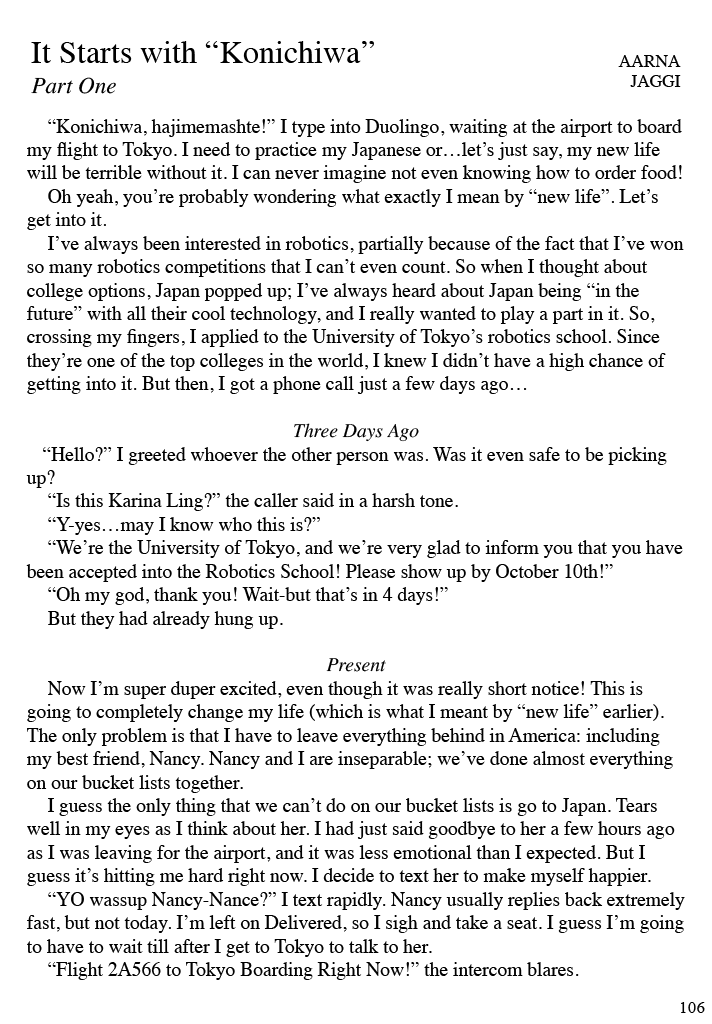 It Starts with “Konichiwa”
Part One
AARNA
JAGGI
“Konichiwa, hajimemashte!” I type into Duolingo, waiting at the airport to board
my flight to Tokyo. I need to practice my Japanese or…let’s just say, my new life
will be terrible without it. I can never imagine not even knowing how to order food!
Oh yeah, you’re probably wondering what exactly I mean by “new life”. Let’s
get into it.
I’ve always been interested in robotics, partially because of the fact that I’ve won
so many robotics competitions that I can’t even count. So when I thought about
college options, Japan popped up; I’ve always heard about Japan being “in the
future” with all their cool technology, and I really wanted to play a part in it. So,
crossing my fingers, I applied to the University of Tokyo’s robotics school. Since
they’re one of the top colleges in the world, I knew I didn’t have a high chance of
getting into it. But then, I got a phone call just a few days ago…
Three Days Ago
“Hello?” I greeted whoever the other person was. Was it even safe to be picking
up?
“Is this Karina Ling?” the caller said in a harsh tone.
“Y-yes…may I know who this is?”
“We’re the University of Tokyo, and we’re very glad to inform you that you have
been accepted into the Robotics School! Please show up by October 10th!”
“Oh my god, thank you! Wait-but that’s in 4 days!”
But they had already hung up.
Present
Now I’m super duper excited, even though it was really short notice! This is
going to completely change my life (which is what I meant by “new life” earlier).
The only problem is that I have to leave everything behind in America: including
my best friend, Nancy. Nancy and I are inseparable; we’ve done almost everything
on our bucket lists together.
I guess the only thing that we can’t do on our bucket lists is go to Japan. Tears
well in my eyes as I think about her. I had just said goodbye to her a few hours ago
as I was leaving for the airport, and it was less emotional than I expected. But I
guess it’s hitting me hard right now. I decide to text her to make myself happier.
“YO wassup Nancy-Nance?” I text rapidly. Nancy usually replies back extremely
fast, but not today. I’m left on Delivered, so I sigh and take a seat. I guess I’m going
to have to wait till after I get to Tokyo to talk to her.
“Flight 2A566 to Tokyo Boarding Right Now!” the intercom blares.
106